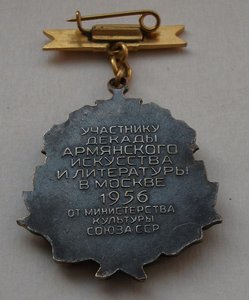 УЧАСТНИКУ
ДЕКАДЫ
АРМЯНСКОГО
ИСКУССТВА
И ЛИТЕРАТУРЫ
В МОСКВЕ
1956
ОТ МИНИСТЕРСТВА
КУЛЬТУРЫ
СОЮЗА ССР